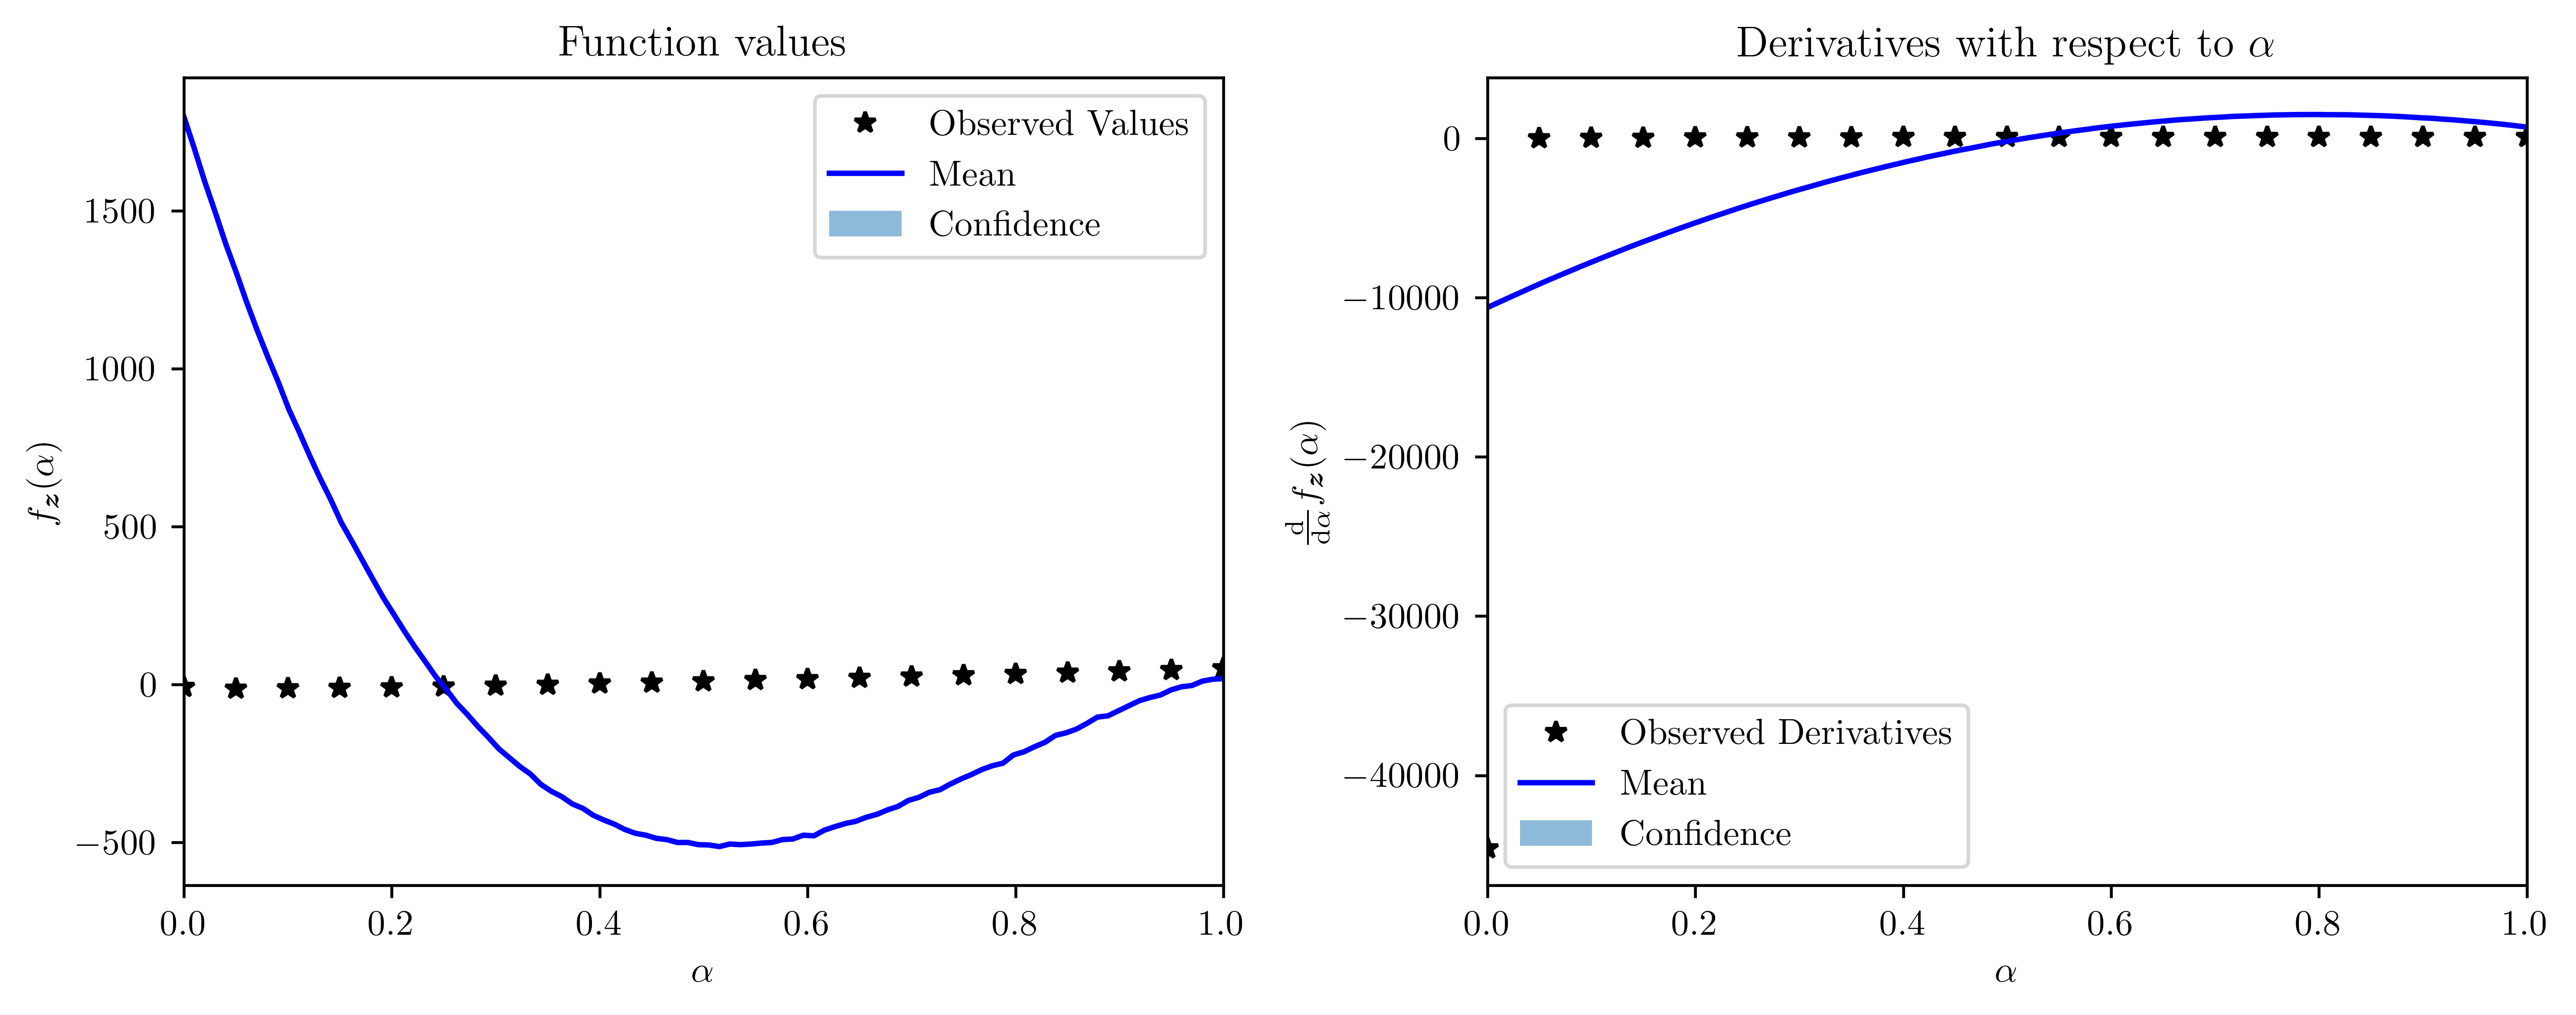 Function values
Observed Values
Mean
Confidence
1500
1000
500
0
−500
0.0 0.2 0.4 0.6 0.8 1.0
α
f_z(α)
Derivatives with respect to α
0
−10000
−20000
−30000
−40000
Observed Derivatives
Mean
Confidence
0.0 0.2 0.4 0.6 0.8 1.0
α
d/dα f_z(α)